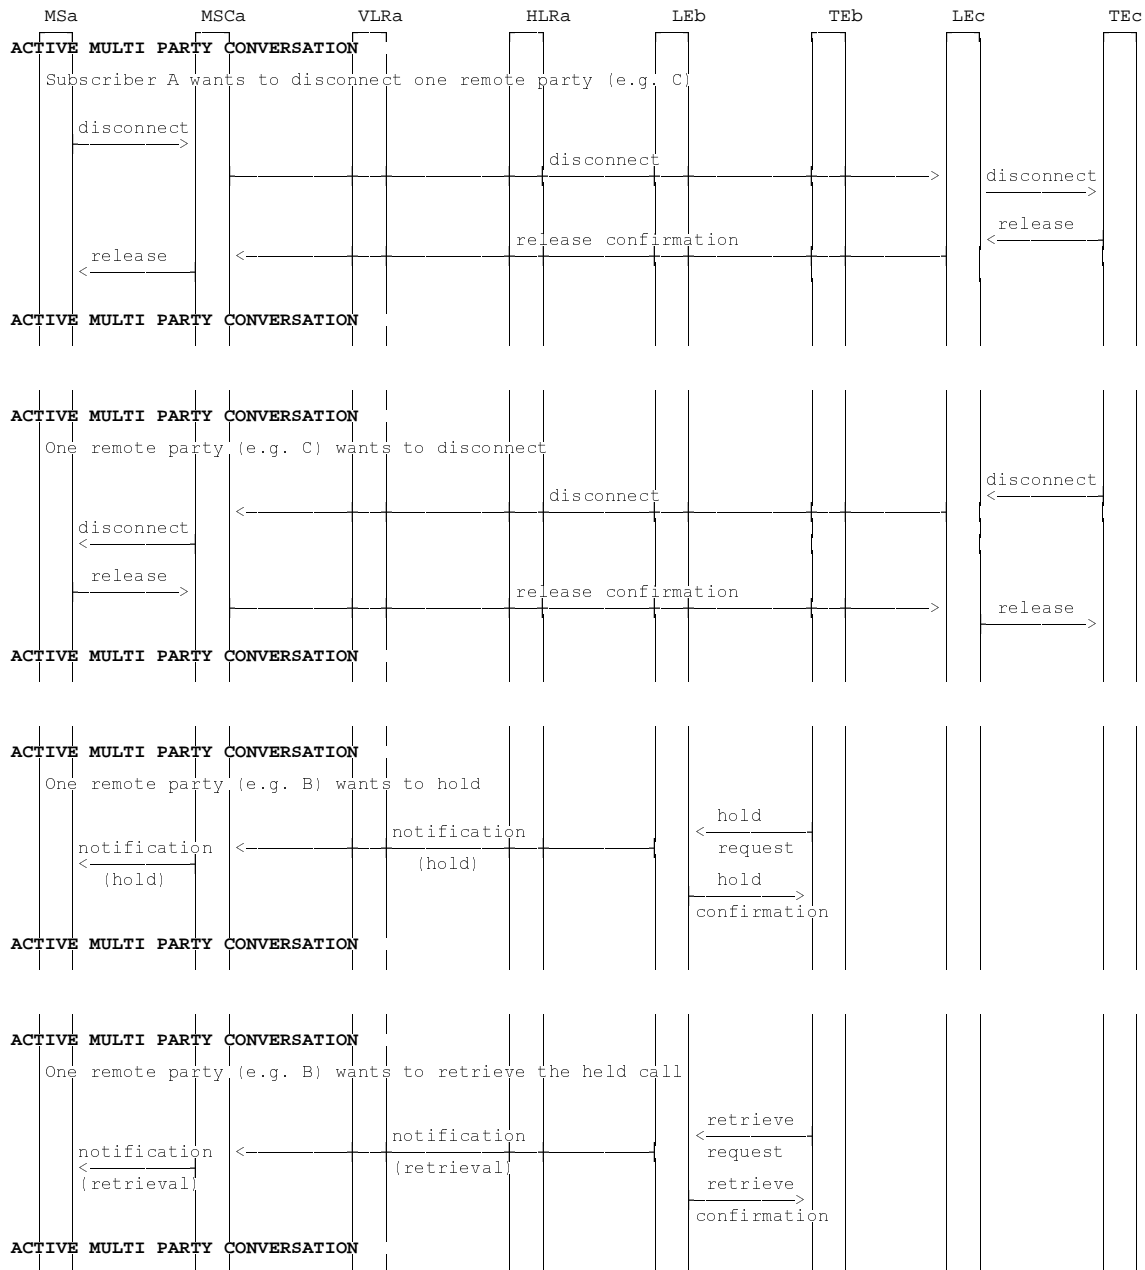 MSa MSCa VLRa HLRa LEb TEb LEc TEc
ACTIVE MULTI PARTY CONVERSATION
Subscriber A wants to disconnect one remote party (e.g. C)
disconnect
disconnect
disconnect
release
release confirmation
release
ACTIVE MULTI PARTY CONVERSATION
ACTIVE MULTI PARTY CONVERSATION
One remote party (e.g. C) wants to disconnect
disconnect
disconnect
disconnect
release
release confirmation
release
ACTIVE MULTI PARTY CONVERSATION
ACTIVE MULTI PARTY CONVERSATION
One remote party (e.g. B) wants to hold
hold
request
notification
(hold)
notification
(hold)
hold
confirmation
ACTIVE MULTI PARTY CONVERSATION
ACTIVE MULTI PARTY CONVERSATION
One remote party (e.g. B) wants to retrieve the held call
retrieve
request
notification
(retrieval)
notification
(retrieval)
retrieve
confirmation
ACTIVE MULTI PARTY CONVERSATION